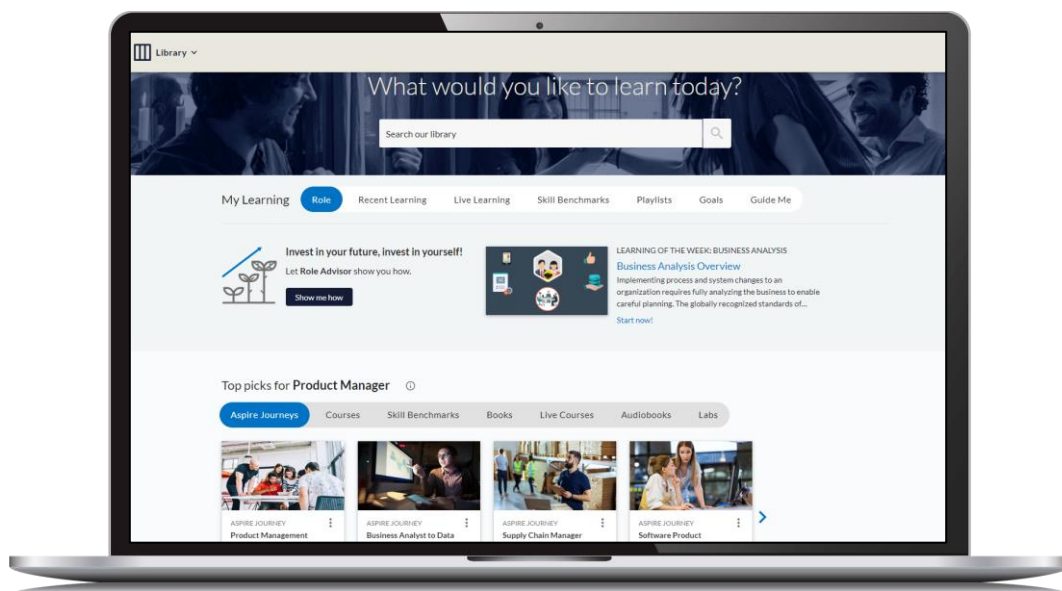 Library
What would you like to learn today?
Search our library
My Learning
Role
Recent Learning
Live Learning
Skill Benchmarks
Playlists
Goals
Guide Me
Invest in your future, invest in yourself!
Let Role Advisor show you how.
Show me how
LEARNING OF THE WEEK: BUSINESS ANALYSIS
Business Analysis Overview
Implementing process and system changes to an
organization requires fully analyzing the business to enable
careful planning. The globally recognized standards of...
Start now!
Top picks for Product Manager
Aspire Journeys
Courses
Skill Benchmarks
Books
Live Courses
Audiobooks
Labs
ASPIRE JOURNEY
Product Management
ASPIRE JOURNEY
Business Analyst to Data
ASPIRE JOURNEY
Supply Chain Manager
ASPIRE JOURNEY
Software Product